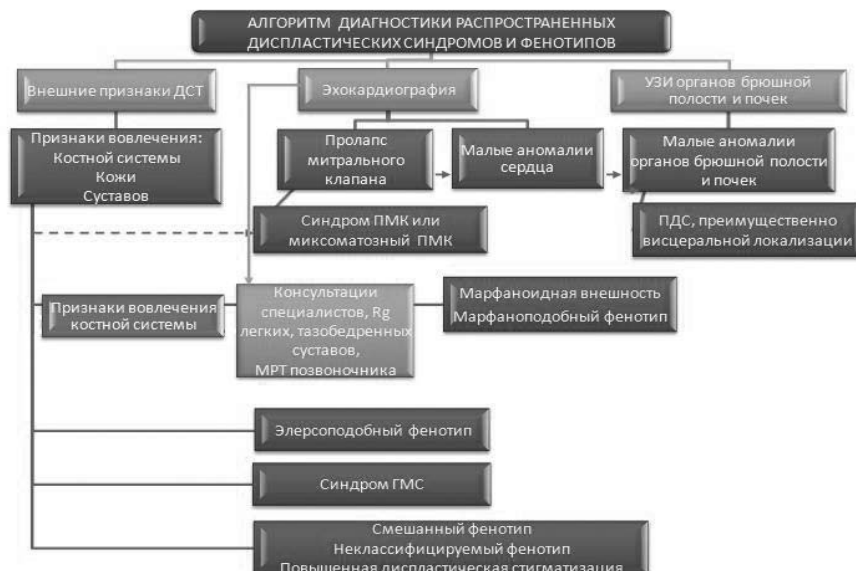 АЛГОРИТМ ДИАГНОСТИКИ РАСПРОСТРАНЕННЫХ
ДИСПЛАСТИЧЕСКИХ СИНДРОМОВ И ФЕНОТИПОВ
Внешние признаки ДСТ
Эхокардиография
УЗИ органов брюшной
полости и почек
Признаки вовлечения:
Костной системы
Кожи
Суставов
Пролапс
митрального
клапана
Малые аномалии
сердца
Малые аномалии
органов брюшной полости
и почек
Синдром ПМК или
миксоматозный ПМК
ПДС, преимущественно
висцеральной локализации
Признаки вовлечения
костной системы
Консультации
специалистов, Rg
легких, тазобедренных
суставов,
МРТ позвоночника
Марфаноидная внешность
Марфаноподобный фенотип
Элерсоподобный фенотип
Синдром ГМС
Смешанный фенотип
Неклассифицируемый фенотип
Повышенная диспластическая стигматизация